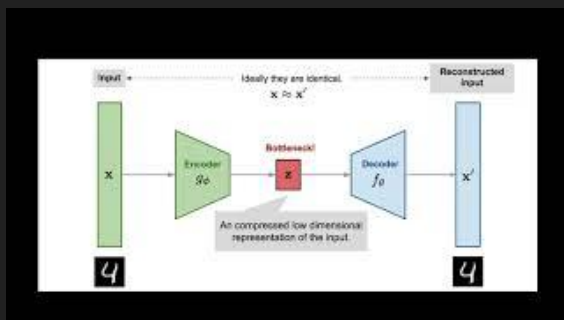 Input
Ideally they are identical.
x ≈ x′
Reconstructed
input
Bottleneck!
Encoder
gϕ
Decoder
fθ
x
z
x′
An compressed low dimensional
representation of the input.
4
4